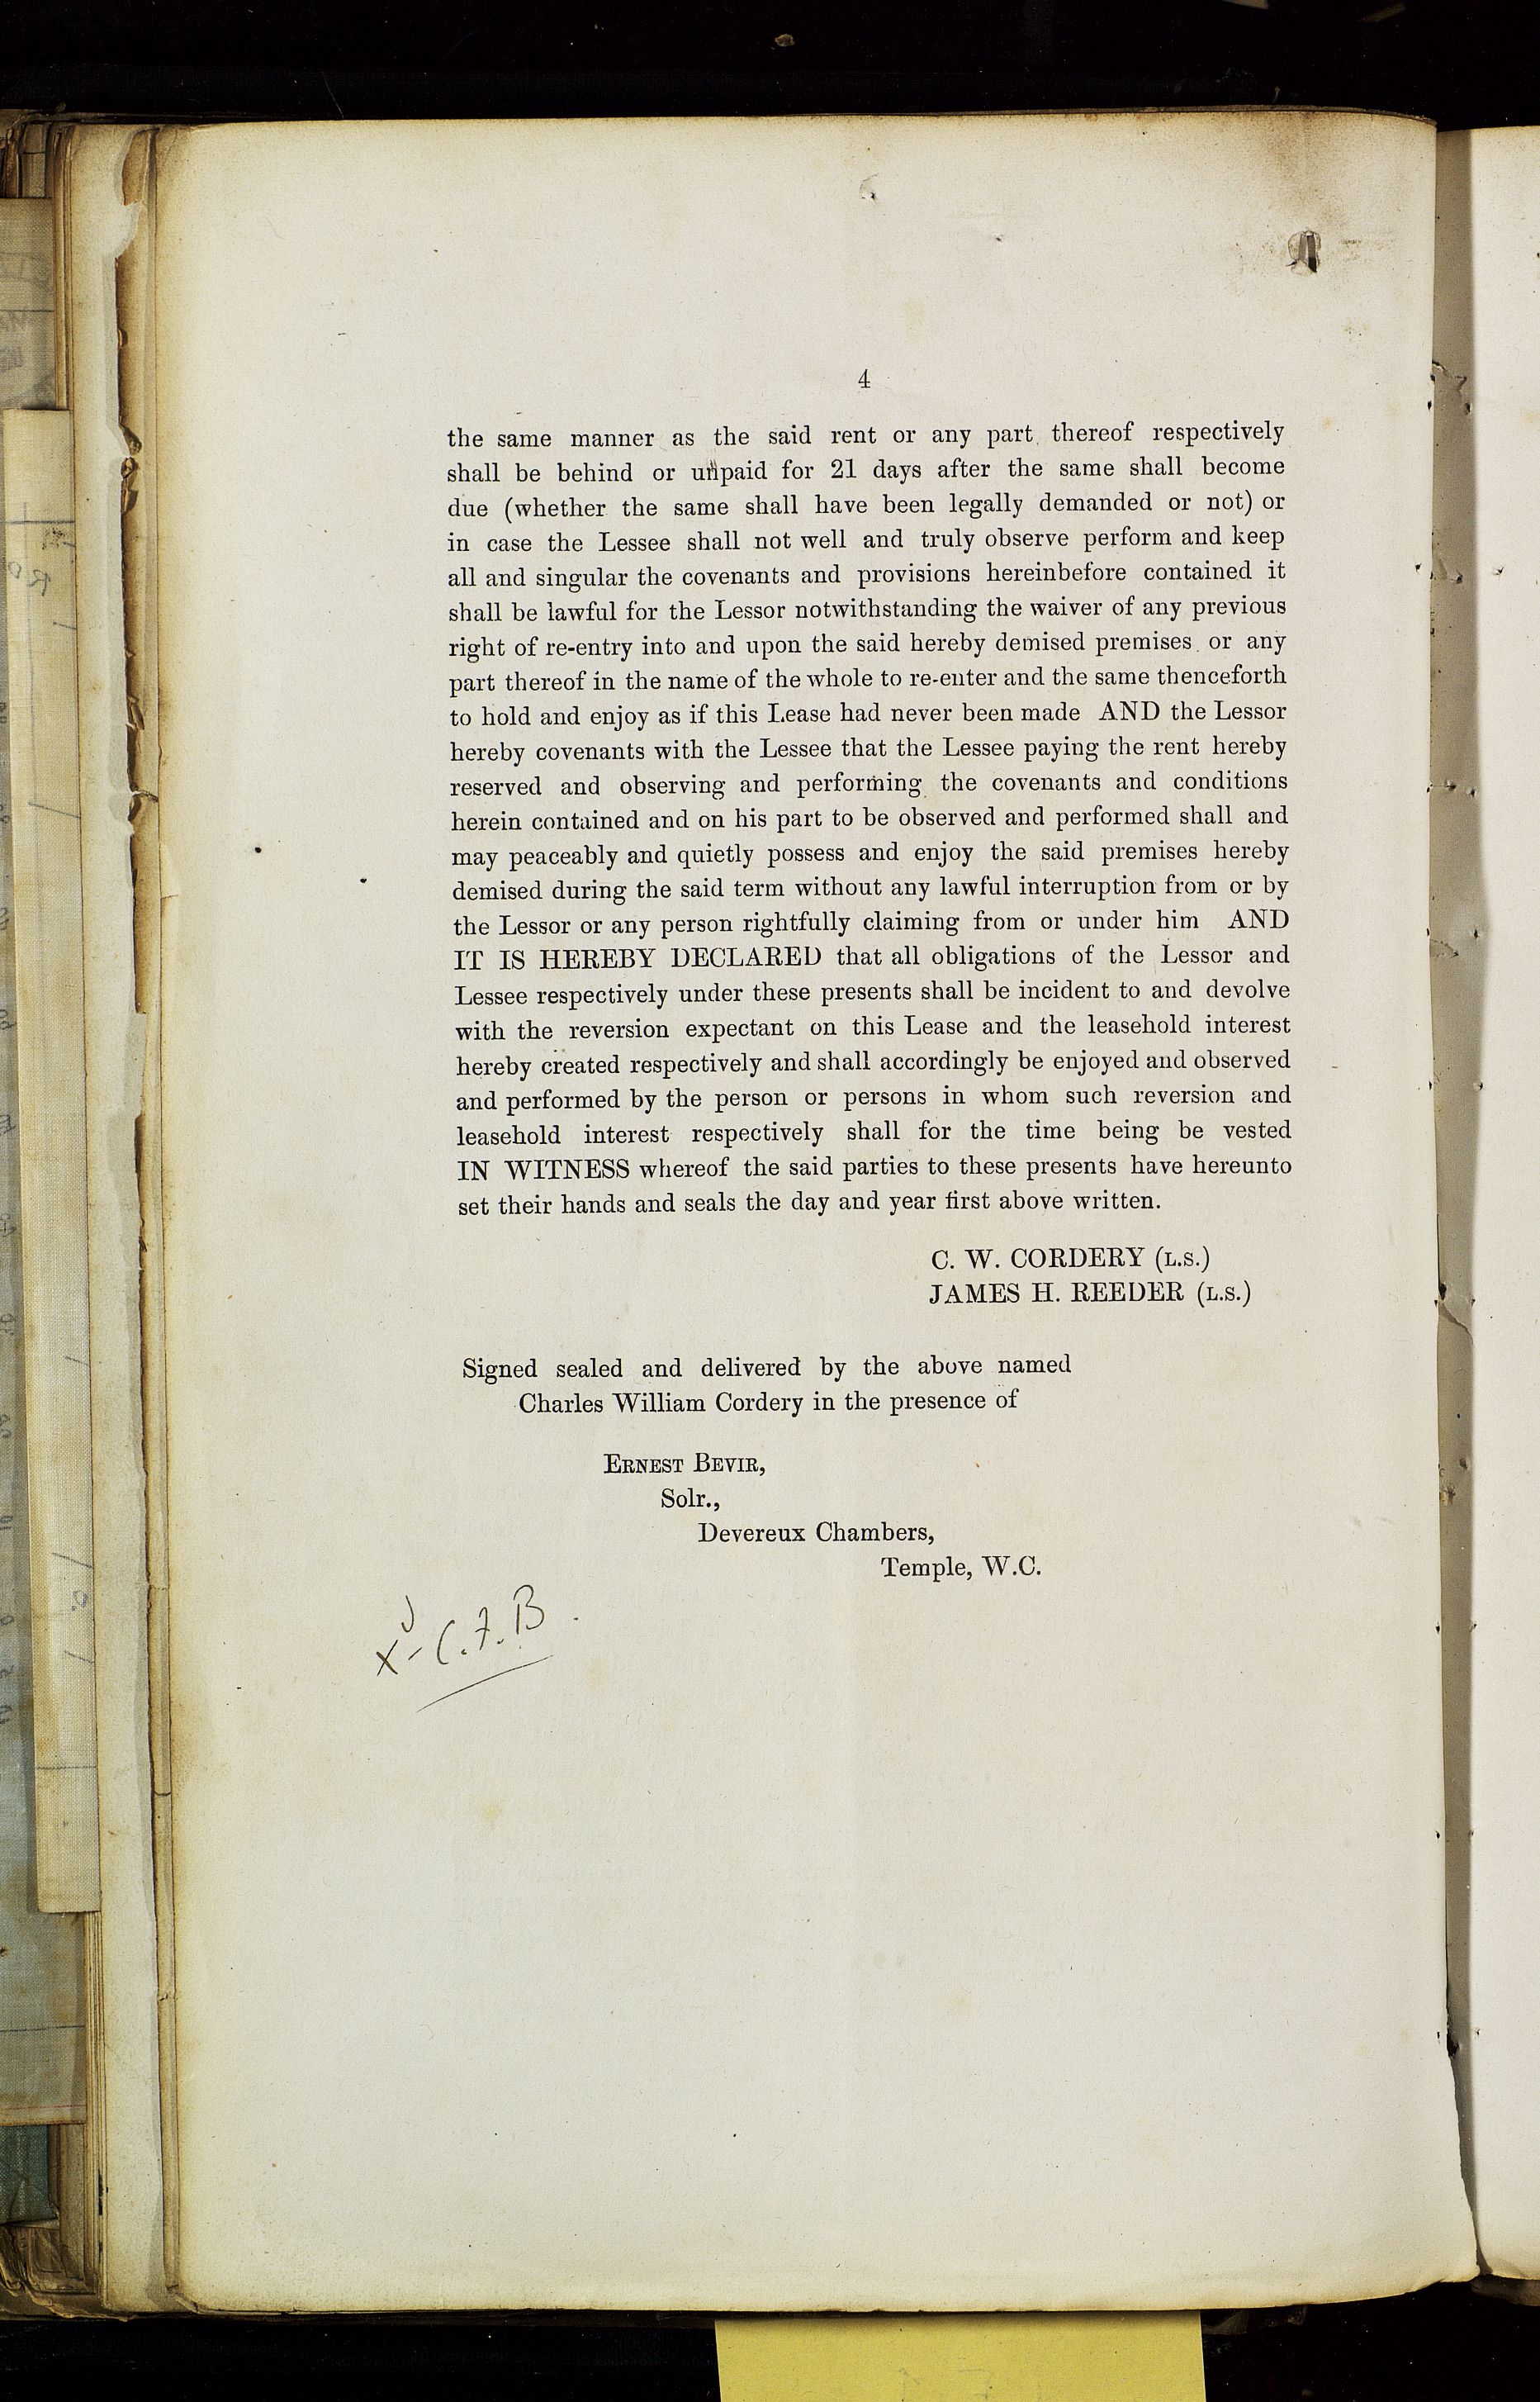 4
the same manner as the said rent or any part thereof respectively
shall be behind or unpaid for 21 days after the same shall become
due (whether the same shall have been legally demanded or not) or
in case the Lessee shall not well and truly observe perform and keep
all and singular the covenants and provisions hereinbefore contained it
shall be lawful for the Lessor notwithstanding the waiver of any previous
right of re-entry into and upon the said hereby demised premises or any
part thereof in the name of the whole to re-enter and the same thenceforth
to hold and enjoy as if this Lease had never been made AND the Lessor
hereby covenants with the Lessee that the Lessee paying the rent hereby
reserved and observing and performing the covenants and conditions
herein contained and on his part to be observed and performed shall and
may peaceably and quietly possess and enjoy the said premises hereby
demised during the said term without any lawful interruption from or by
the Lessor or any person rightfully claiming from or under him AND
IT IS HEREBY DECLARED that all obligations of the Lessor and
Lessee respectively under these presents shall be incident to and devolve
with the reversion expectant on this Lease and the leasehold interest
hereby created respectively and shall accordingly be enjoyed and observed
and performed by the person or persons in whom such reversion and
leasehold interest respectively shall for the time being be vested
IN WITNESS whereof the said parties to these presents have hereunto
set their hands and seals the day and year first above written.
C. W. CORDERY (L.S.)
JAMES H. REEDER (L.S.)
Signed sealed and delivered by the above named
Charles William Cordery in the presence of
ERNEST BEVIR,
Solr.,
Devereux Chambers,
Temple, W.C.